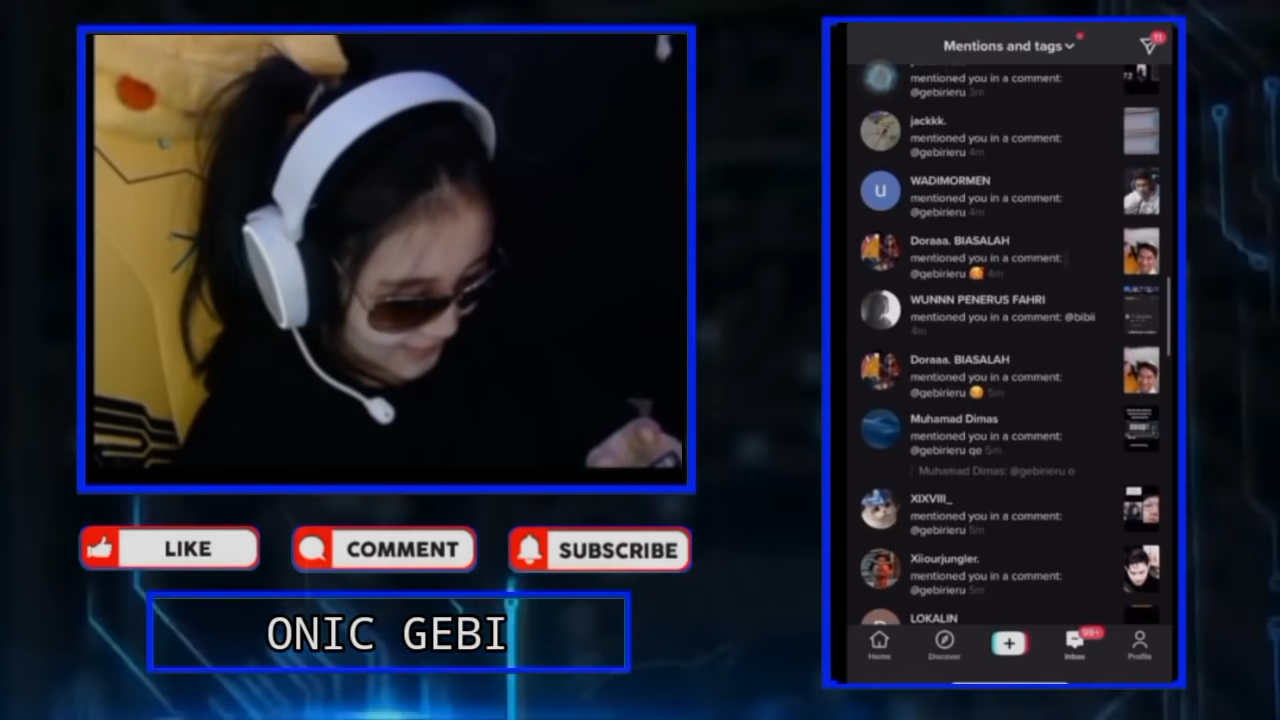 Mentions and tags
11
mentioned you in a comment:
@gebirieru 3m
jackkk.
mentioned you in a comment:
@gebirieru 4m
u
WADIMORMEN
mentioned you in a comment:
@gebirieru 4m
Doraaa. BIASALAH
mentioned you in a comment:
@gebirieru 🥰 4m
WUNNN PENERUS FAHRI
mentioned you in a comment: @bibii
4m
Doraaa. BIASALAH
mentioned you in a comment:
@gebirieru 5m
Muhamad Dimas
mentioned you in a comment:
@gebirieru qe 5m
Muhamad Dimas: @gebirieru o
XIXVIII_
mentioned you in a comment:
@gebirieru 5m
Xiiourjungler.
mentioned you in a comment:
@gebirieru 5m
LOKALIN
99+
Home
Discover
Inbox
Profile
LIKE
COMMENT
SUBSCRIBE
ONIC GEBI